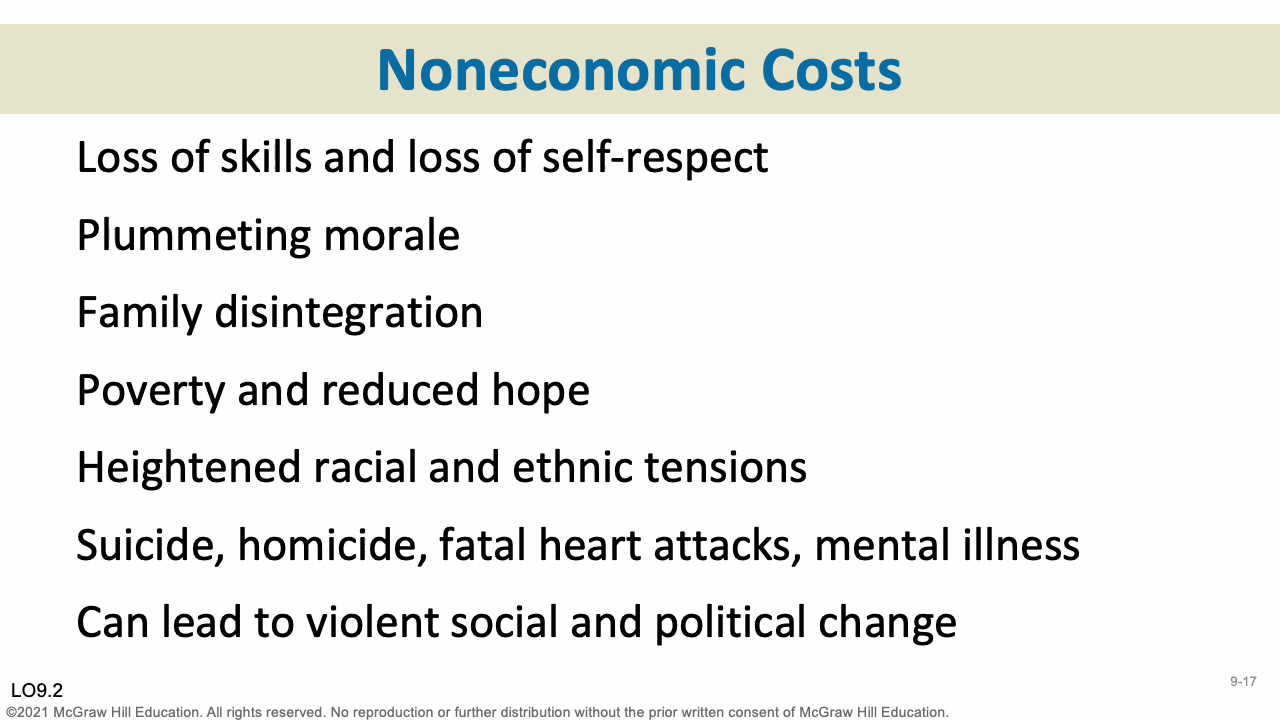 Noneconomic Costs
Loss of skills and loss of self-respect
Plummeting morale
Family disintegration
Poverty and reduced hope
Heightened racial and ethnic tensions
Suicide, homicide, fatal heart attacks, mental illness
Can lead to violent social and political change
LO9.2
9-17
©2021 McGraw Hill Education. All rights reserved. No reproduction or further distribution without the prior written consent of McGraw Hill Education.